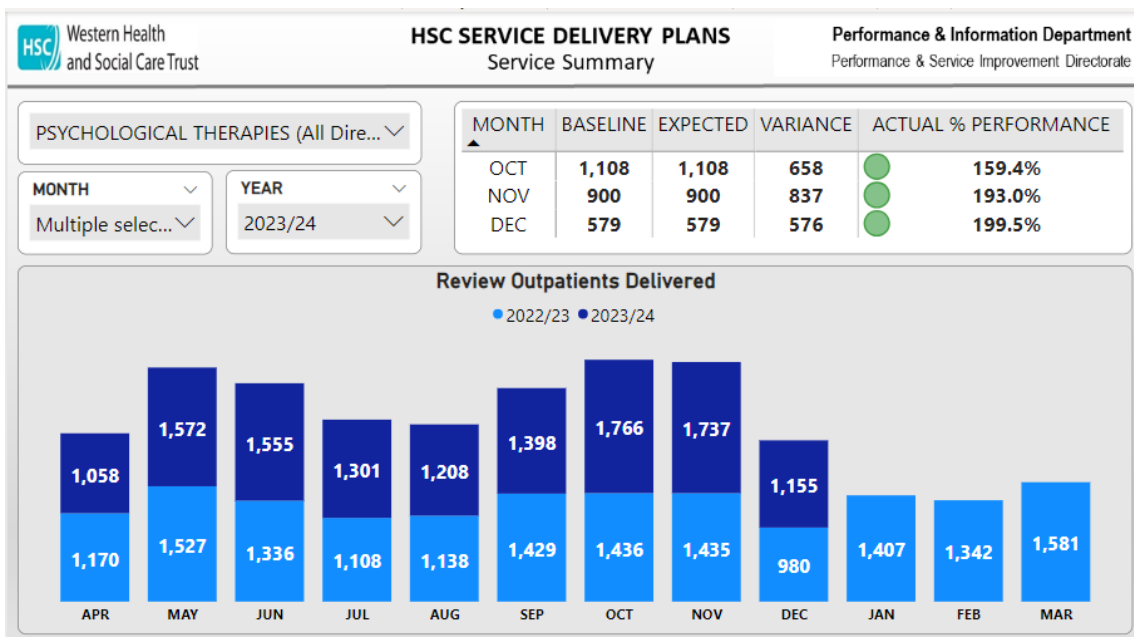 HSC
Western Health
and Social Care Trust
HSC SERVICE DELIVERY PLANS
Service Summary
Performance & Information Department
Performance & Service Improvement Directorate
PSYCHOLOGICAL THERAPIES (All Dire...
MONTH
Multiple selec...
YEAR
2023/24
MONTH BASELINE EXPECTED VARIANCE ACTUAL % PERFORMANCE
OCT 1,108 1,108 658 159.4%
NOV 900 900 837 193.0%
DEC 579 579 576 199.5%
Review Outpatients Delivered
2022/23 2023/24
1,058 1,572 1,555 1,301 1,208 1,398 1,766 1,737 1,155
1,170 1,527 1,336 1,108 1,138 1,429 1,436 1,435 980 1,407 1,342 1,581
APR MAY JUN JUL AUG SEP OCT NOV DEC JAN FEB MAR